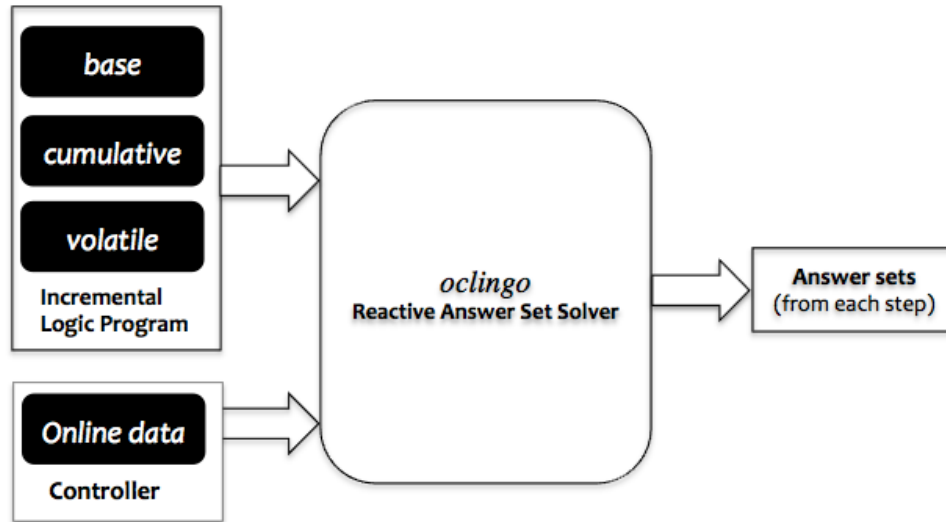 base
cumulative
volatile
Incremental
Logic Program
Online data
Controller
oclingo
Reactive Answer Set Solver
Answer sets
(from each step)